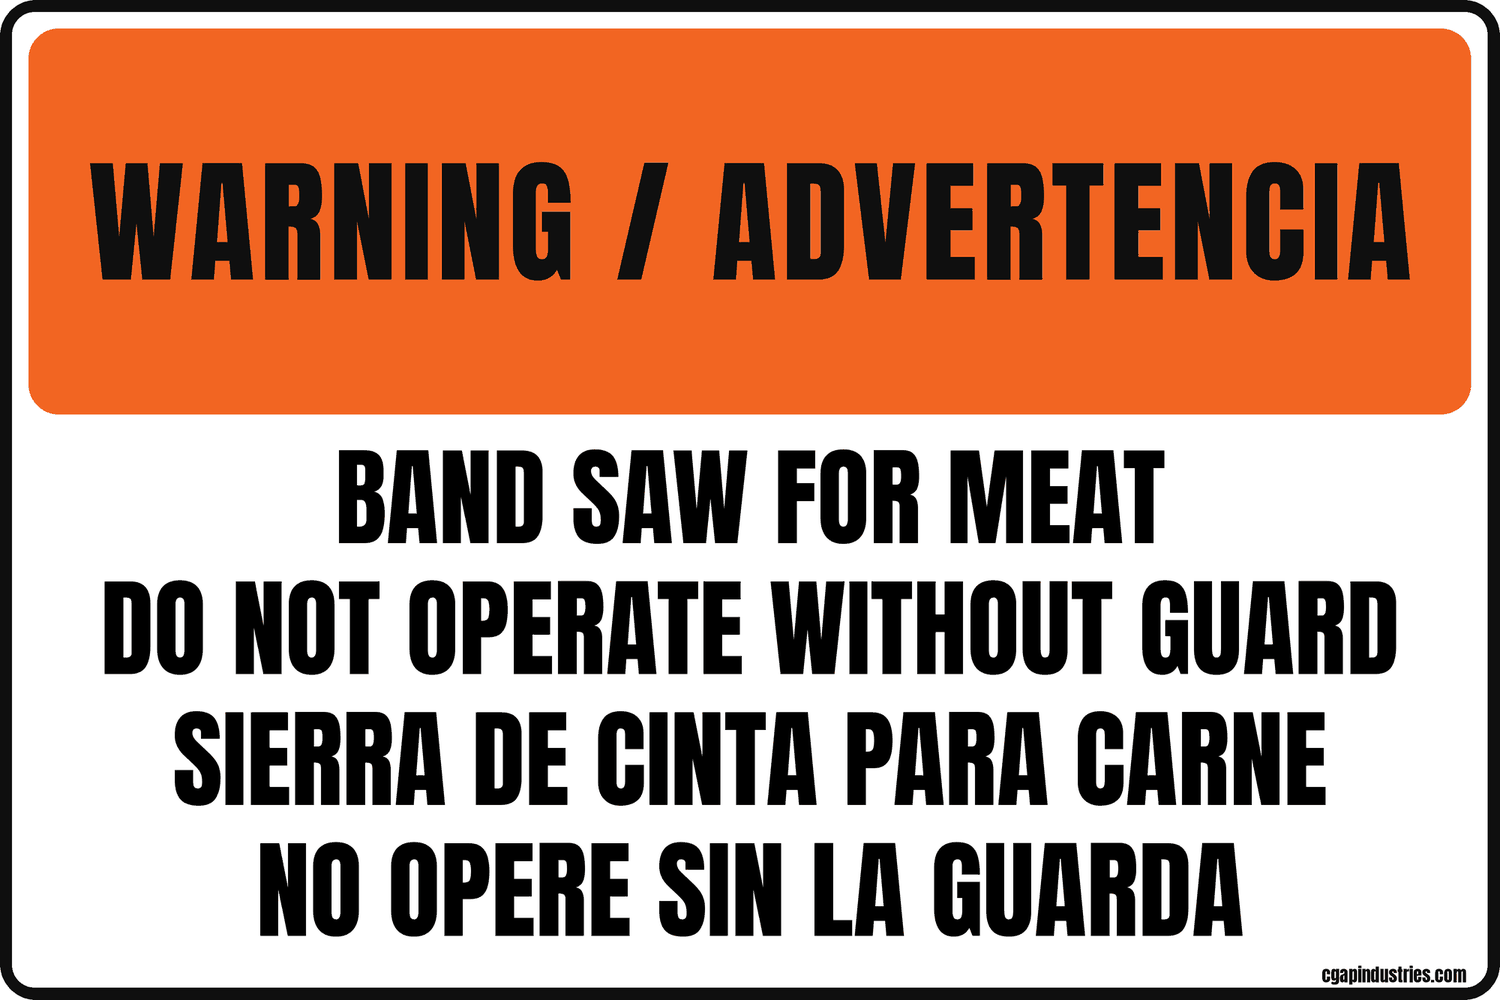 WARNING / ADVERTENCIA
BAND SAW FOR MEAT
DO NOT OPERATE WITHOUT GUARD
SIERRA DE CINTA PARA CARNE
NO OPERE SIN LA GUARDA
cgapindustries.com